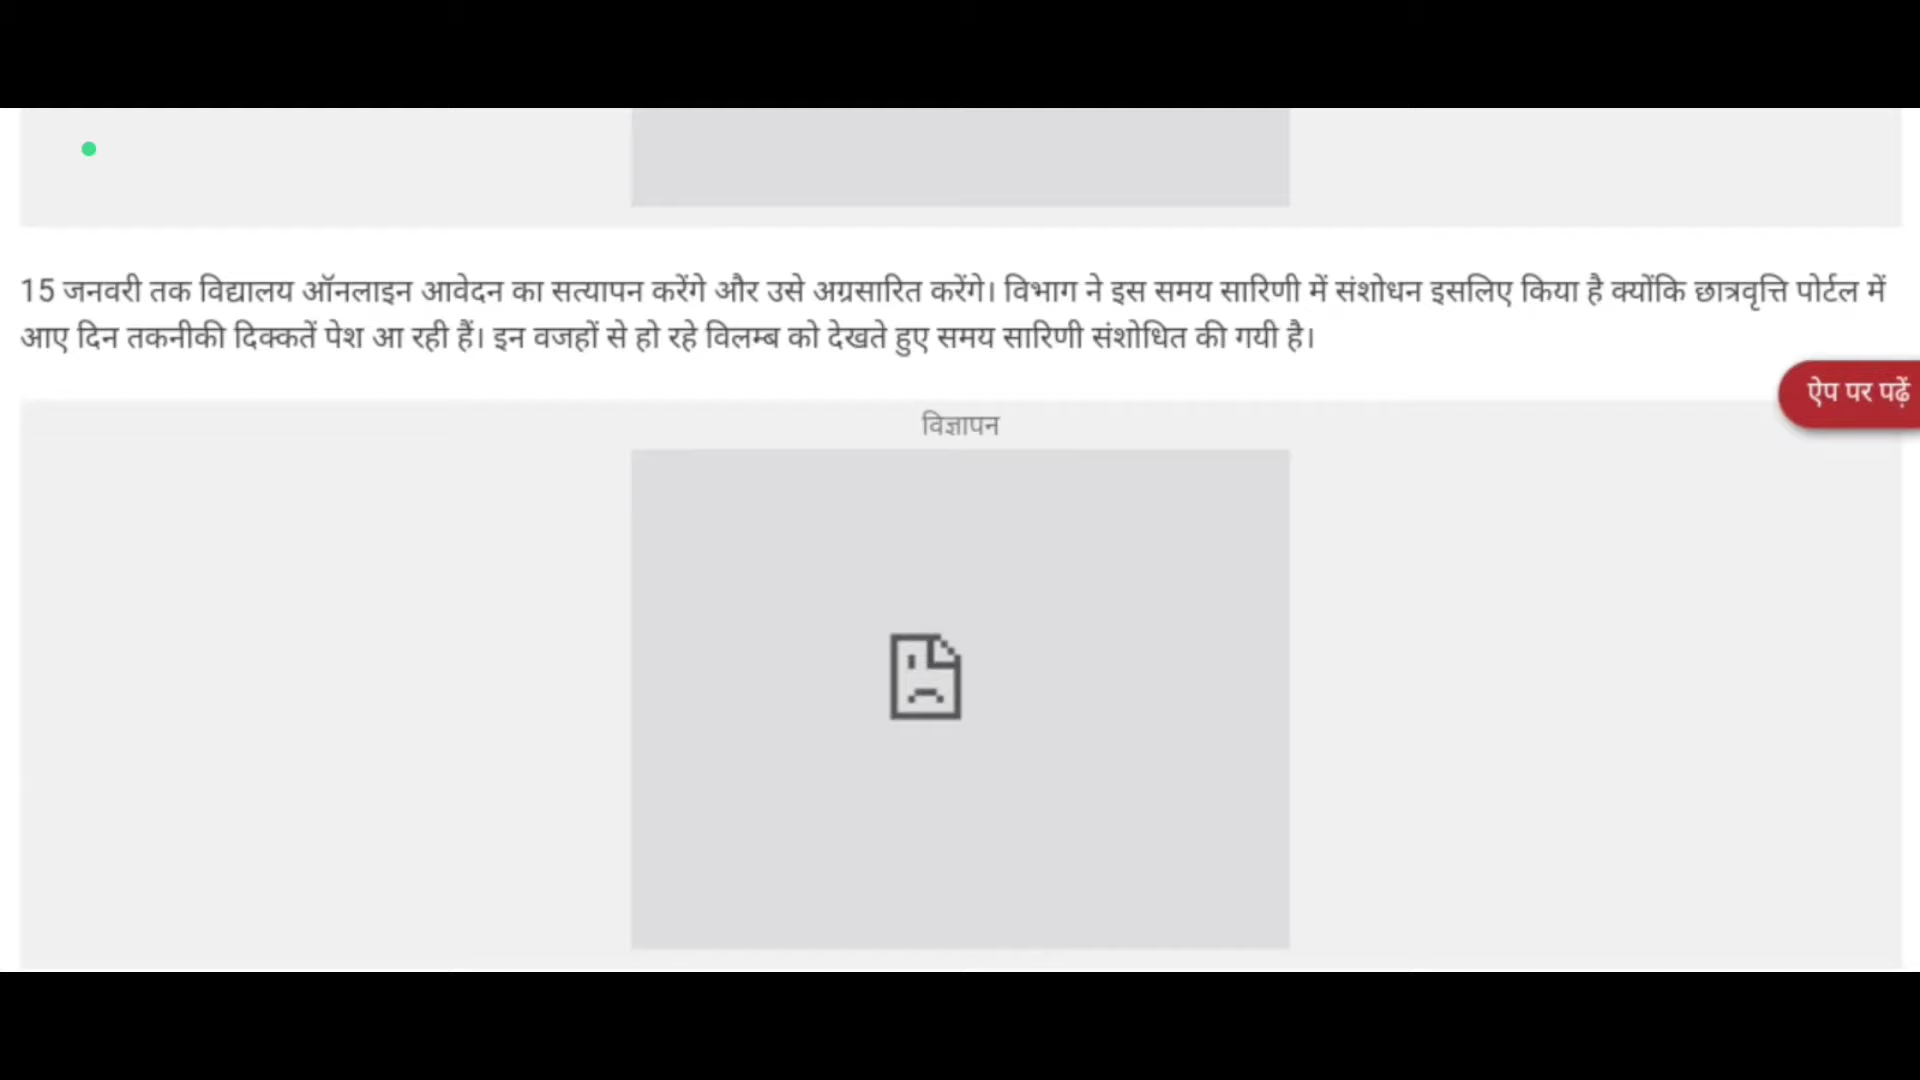 15 जनवरी तक विद्यालय ऑनलाइन आवेदन का सत्यापन करेंगे और उसे अग्रसारित करेंगे। विभाग ने इस समय सारिणी में संशोधन इसलिए किया है क्योंकि छात्रवृत्ति पोर्टल में
आए दिन तकनीकी दिक्कतें पेश आ रही हैं। इन वजहों से हो रहे विलम्ब को देखते हुए समय सारिणी संशोधित की गयी है।
ऐप पर पढ़ें
विज्ञापन